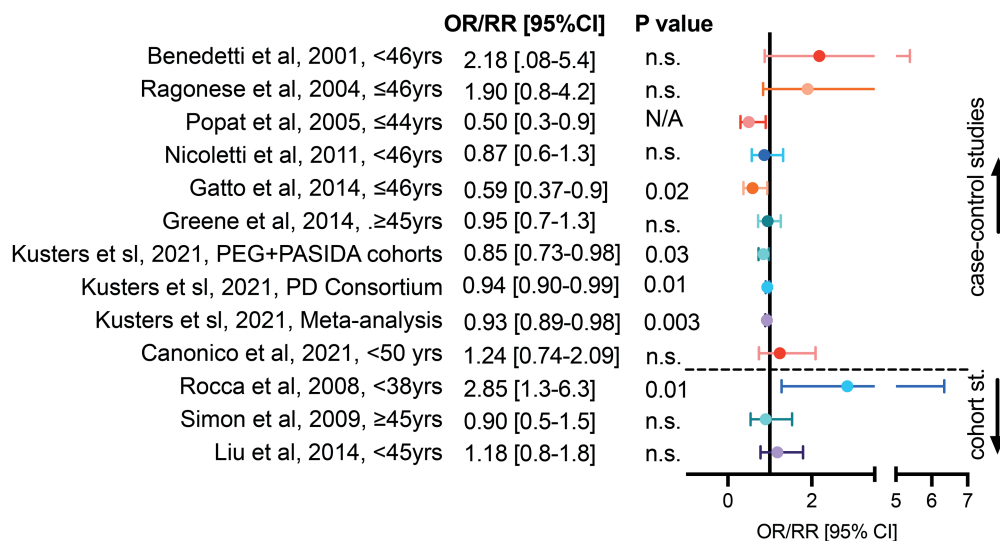 OR/RR [95%CI] P value
Benedetti et al, 2001, <46yrs 2.18 [.08-5.4] n.s.
Ragonese et al, 2004, ≤46yrs 1.90 [0.8-4.2] n.s.
Popat et al, 2005, ≤44yrs 0.50 [0.3-0.9] N/A
Nicoletti et al, 2011, <46yrs 0.87 [0.6-1.3] n.s.
Gatto et al, 2014, ≤46yrs 0.59 [0.37-0.9] 0.02
Greene et al, 2014, .≥45yrs 0.95 [0.7-1.3] n.s.
Kusters et sl, 2021, PEG+PASIDA cohorts 0.85 [0.73-0.98] 0.03
Kusters et sl, 2021, PD Consortium 0.94 [0.90-0.99] 0.01
Kusters et sl, 2021, Meta-analysis 0.93 [0.89-0.98] 0.003
Canonico et al, 2021, <50 yrs 1.24 [0.74-2.09] n.s.
Rocca et al, 2008, <38yrs 2.85 [1.3-6.3] 0.01
Simon et al, 2009, ≥45yrs 0.90 [0.5-1.5] n.s.
Liu et al, 2014, <45yrs 1.18 [0.8-1.8] n.s.
case-control studies
cohort st.
0 2 5 6 7
OR/RR [95% CI]